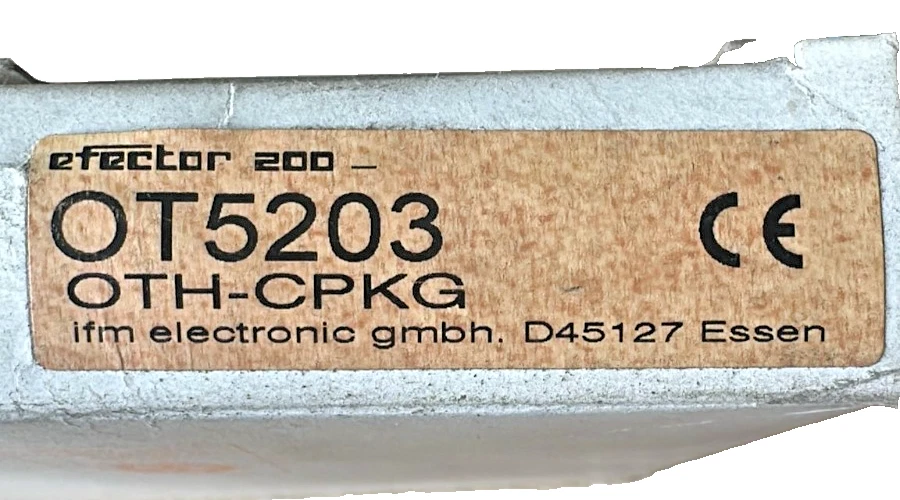 efector 200
OT5203
CE
OTH-CPKG
ifm electronic gmbh. D45127 Essen